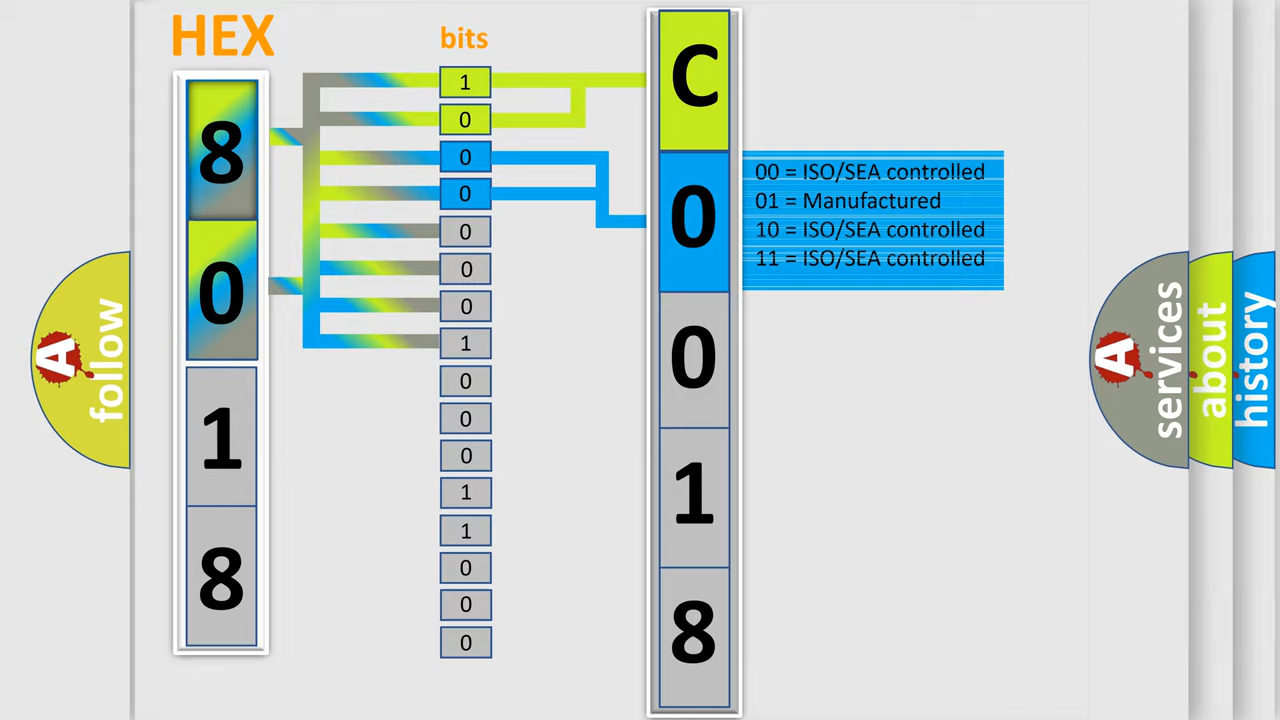 HEX
8
0
1
8
bits
1
0
0
0
0
0
0
1
0
0
0
1
1
0
0
0
C
0
0
1
8
00 = ISO/SEA controlled
01 = Manufactured
10 = ISO/SEA controlled
11 = ISO/SEA controlled
A
follow
A
services
about
history